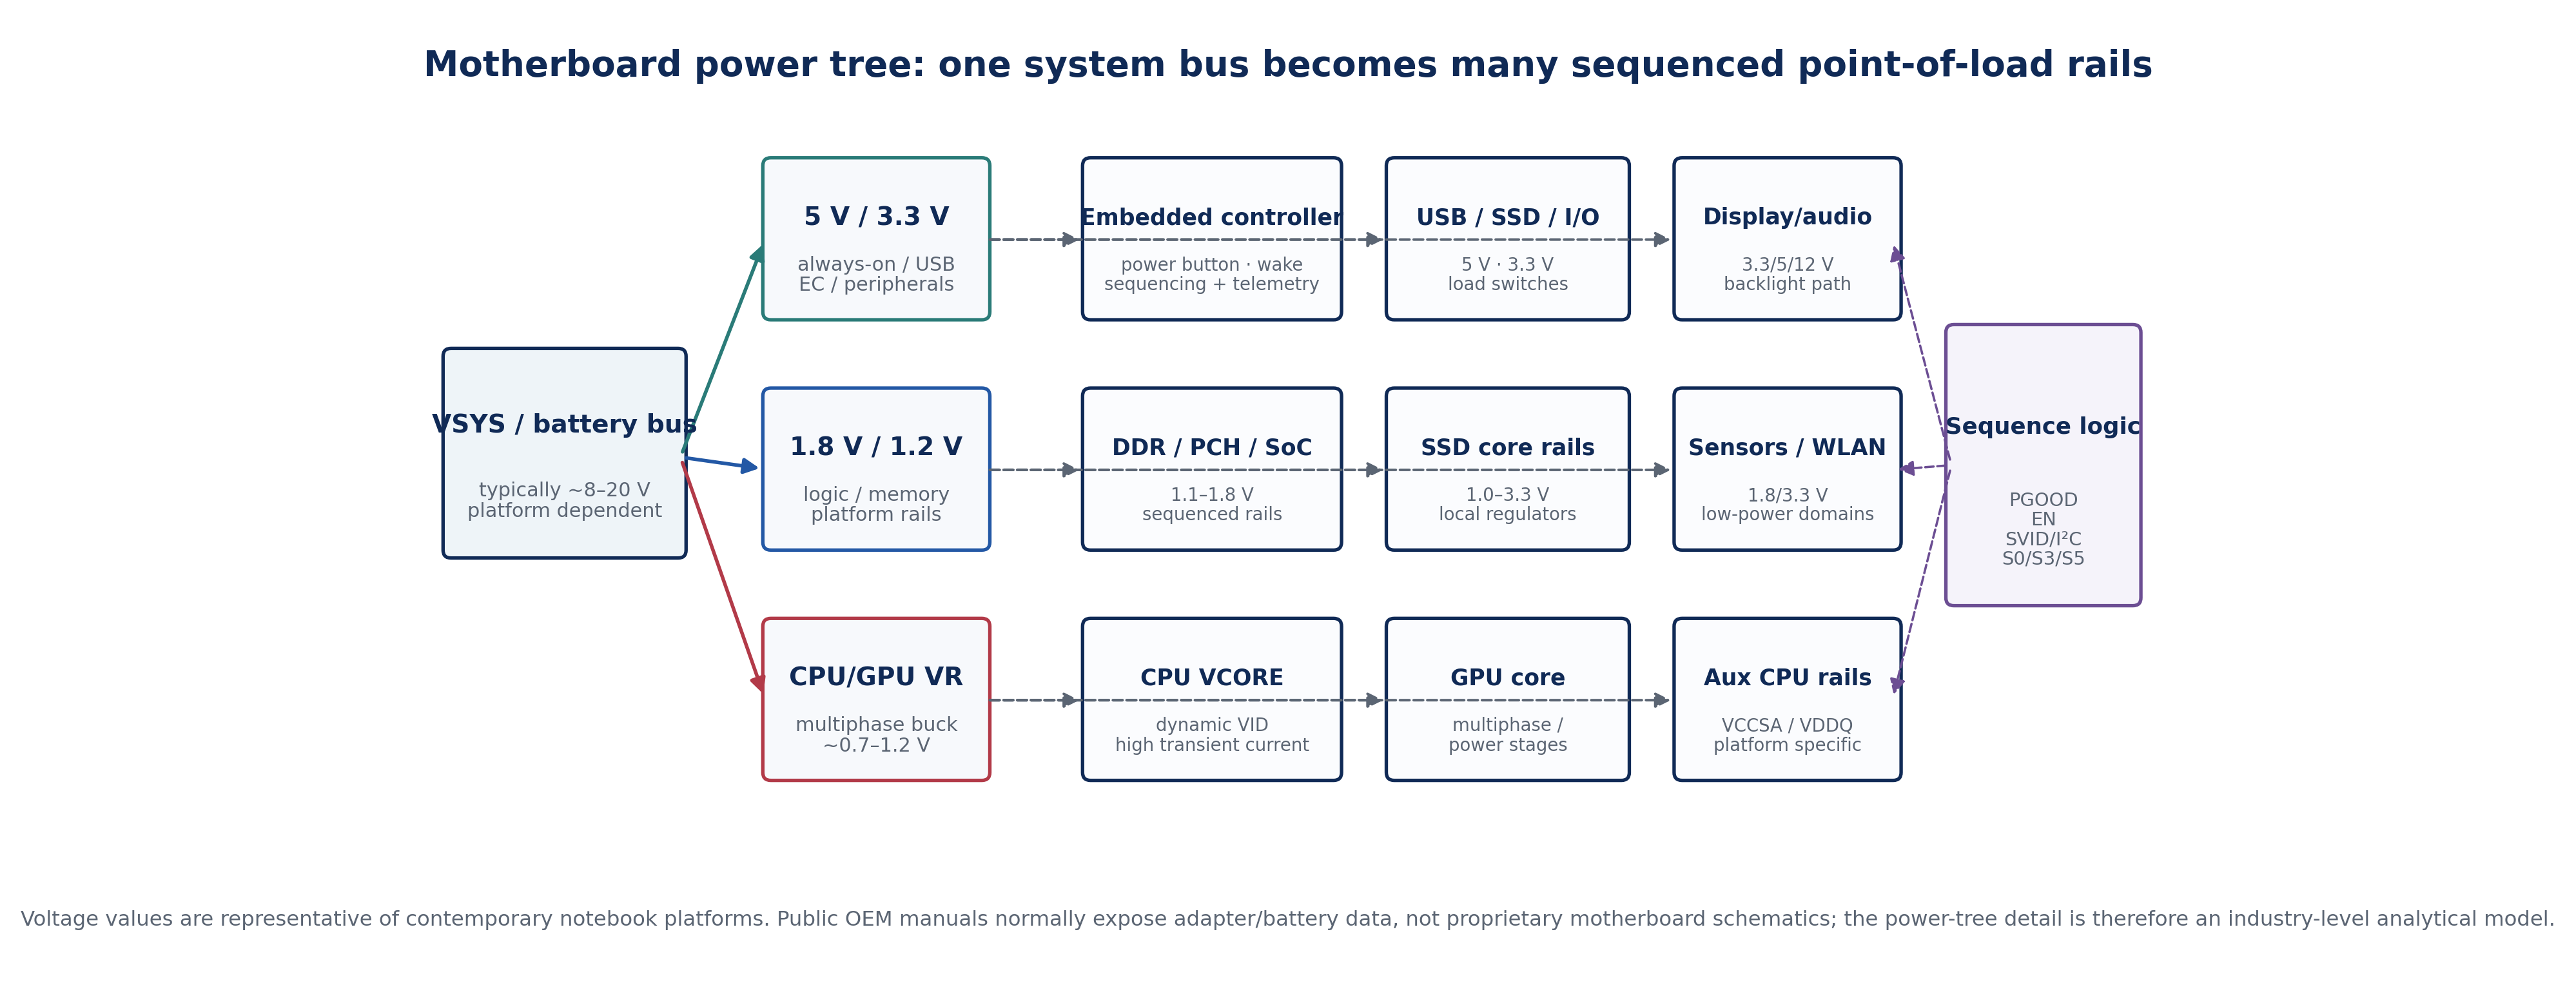 Motherboard power tree: one system bus becomes many sequenced point-of-load rails
5 V / 3.3 V
always-on / USB
EC / peripherals
Embedded controller
power button · wake
sequencing + telemetry
USB / SSD / I/O
5 V · 3.3 V
load switches
Display/audio
3.3/5/12 V
backlight path
VSYS / battery bus
typically ~8–20 V
platform dependent
1.8 V / 1.2 V
logic / memory
platform rails
DDR / PCH / SoC
1.1–1.8 V
sequenced rails
SSD core rails
1.0–3.3 V
local regulators
Sensors / WLAN
1.8/3.3 V
low-power domains
Sequence logic
PGOOD
EN
SVID/I²C
S0/S3/S5
CPU/GPU VR
multiphase buck
~0.7–1.2 V
CPU VCORE
dynamic VID
high transient current
GPU core
multiphase /
power stages
Aux CPU rails
VCCSA / VDDQ
platform specific
Voltage values are representative of contemporary notebook platforms. Public OEM manuals normally expose adapter/battery data, not proprietary motherboard schematics; the power-tree detail is therefore an industry-level analytical model.